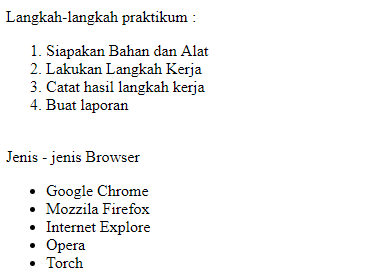 Langkah-langkah praktikum :
1. Siapakan Bahan dan Alat
2. Lakukan Langkah Kerja
3. Catat hasil langkah kerja
4. Buat laporan
Jenis - jenis Browser
• Google Chrome
• Mozzila Firefox
• Internet Explore
• Opera
• Torch